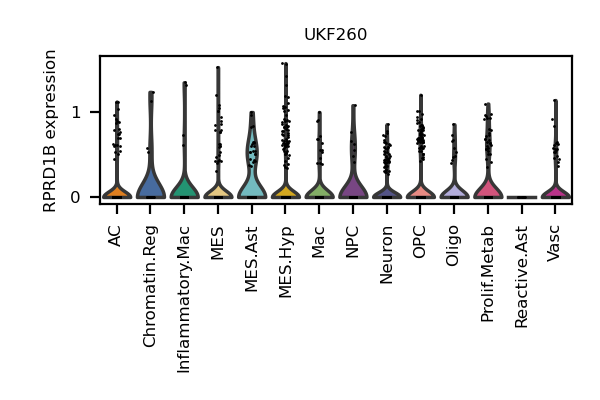 UKF260
RPRD1B expression
1
0
AC
Chromatin.Reg
Inflammatory.Mac
MES
MES.Ast
MES.Hyp
Mac
NPC
Neuron
OPC
Oligo
Prolif.Metab
Reactive.Ast
Vasc